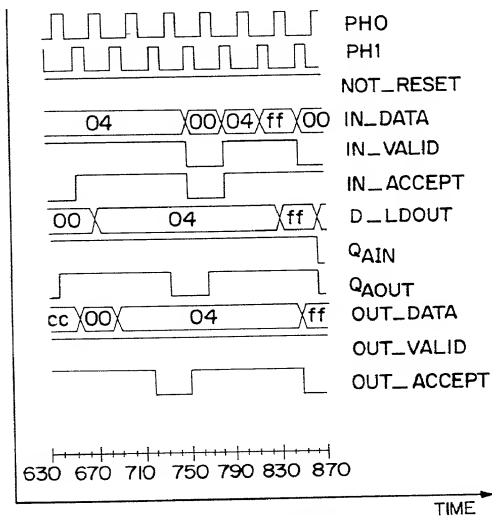 PH0
PH1
NOT_RESET
04 00 04 ff 00 IN_DATA
IN_VALID
IN_ACCEPT
00 04 ff D_LDOUT
QAIN
QAOUT
cc 00 04 ff OUT_DATA
OUT_VALID
OUT_ACCEPT
630 670 710 750 790 830 870
TIME